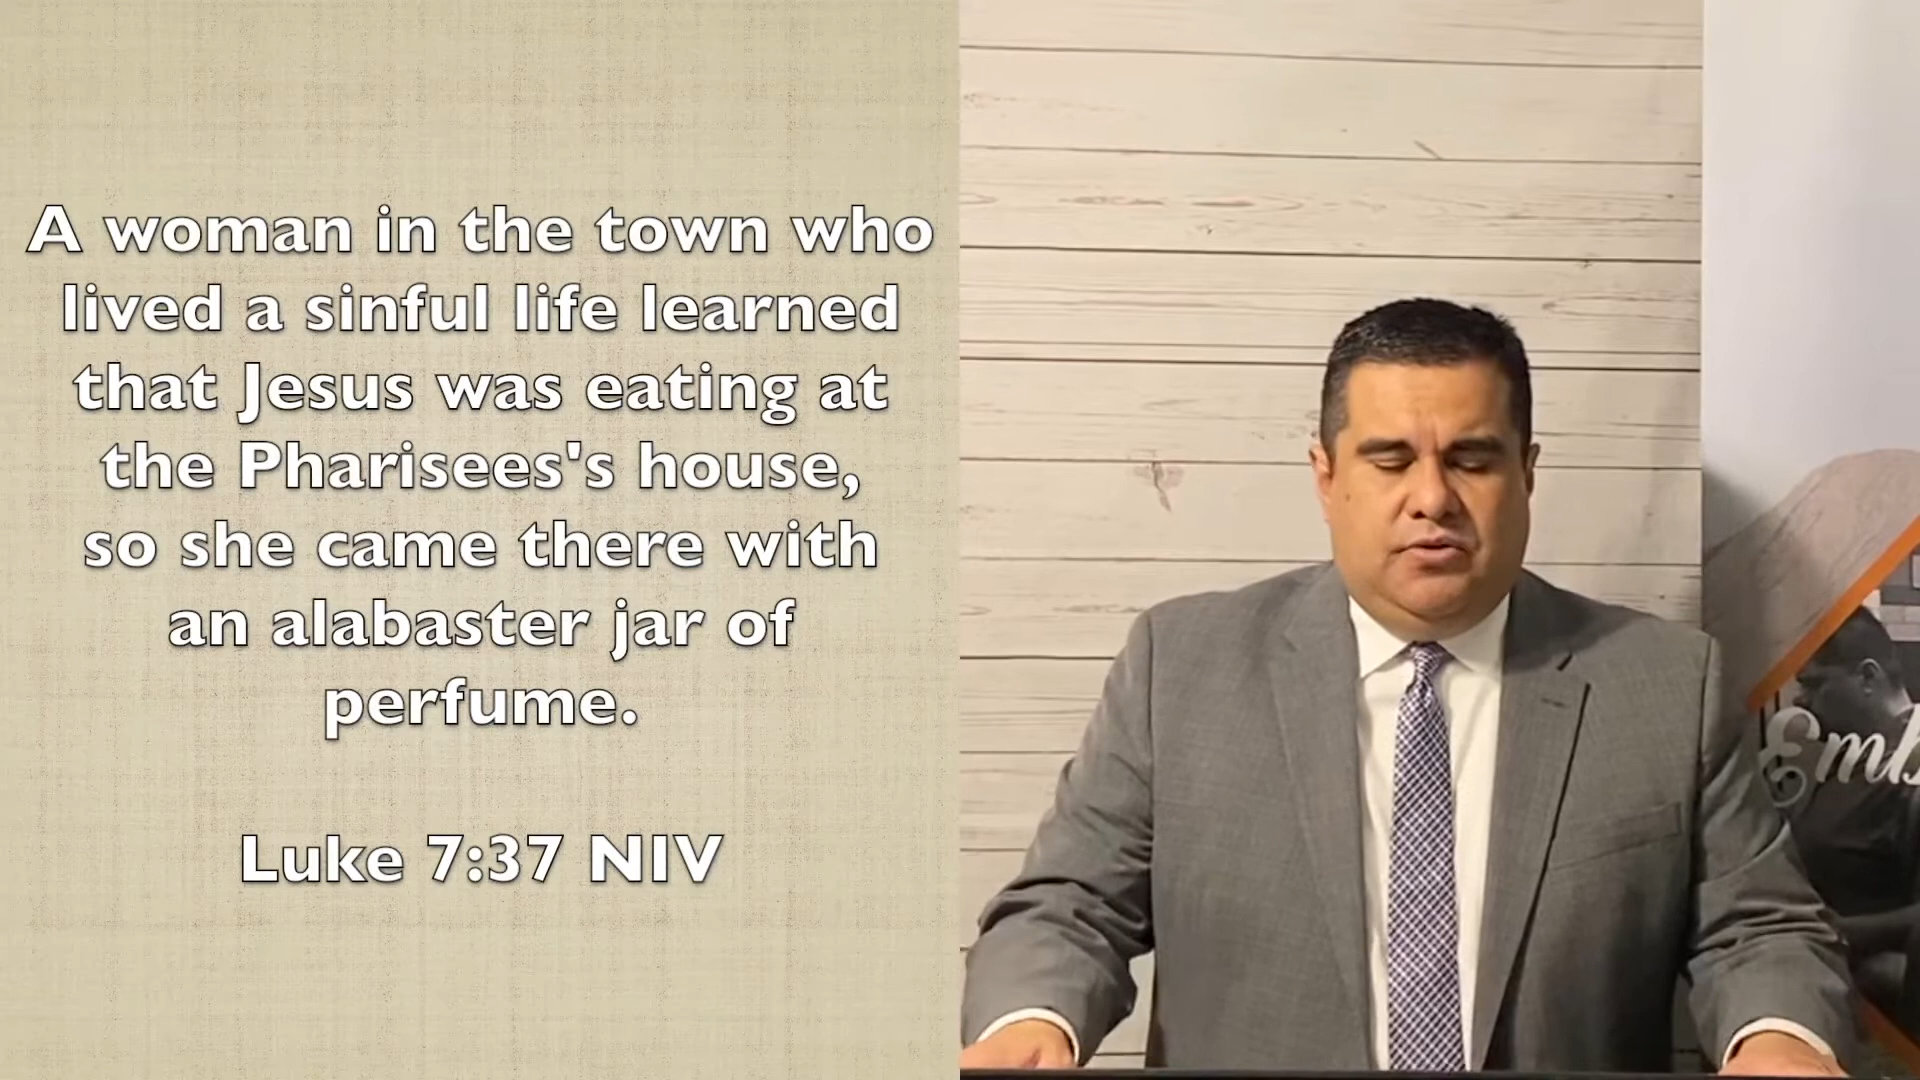 A woman in the town who
lived a sinful life learned
that Jesus was eating at
the Pharisees's house,
so she came there with
an alabaster jar of
perfume.
Luke 7:37 NIV